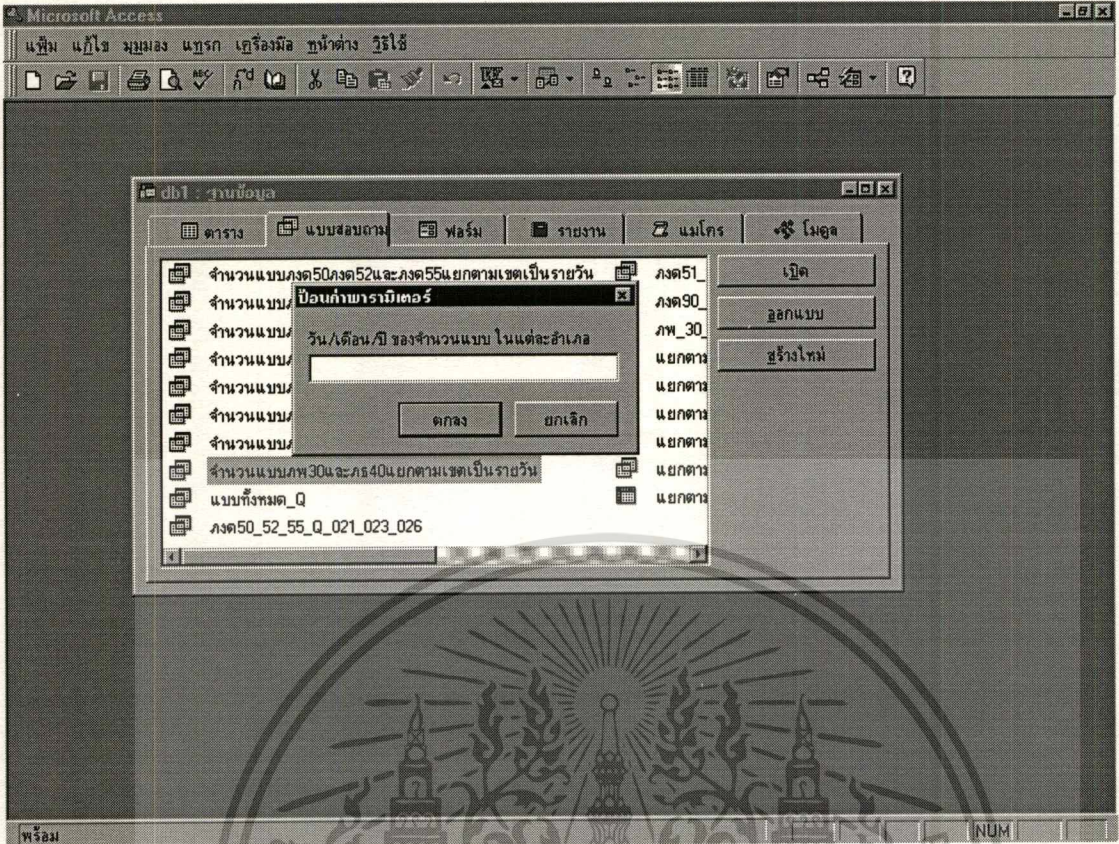 Microsoft Access
แฟ้ม แก้ไข มุมมอง แทรก เครื่องมือ หน้าต่าง วิธีใช้
db1 : ฐานข้อมูล
ตาราง แบบสอบถาม ฟอร์ม รายงาน แมโคร โมดูล
จำนวนแบบภงด50ภงด52และภงด55แยกตามเขตเป็นรายวัน
จำนวนแบบภ
จำนวนแบบภ
จำนวนแบบภ
จำนวนแบบภ
จำนวนแบบภ
จำนวนแบบภ
จำนวนแบบภพ30และภธ40แยกตามเขตเป็นรายวัน
แบบทั้งหมด_Q
ภงด50_52_55_Q_021_023_026
ภงด51_
ภงด90_
ภพ_30_
แยกตาม
แยกตาม
แยกตาม
แยกตาม
แยกตาม
แยกตาม
เปิด
ออกแบบ
สร้างใหม่
ป้อนค่าพารามิเตอร์
วัน/เดือน/ปี ของจำนวนแบบ ในแต่ละอำเภอ
ตกลง ยกเลิก
พร้อม
NUM